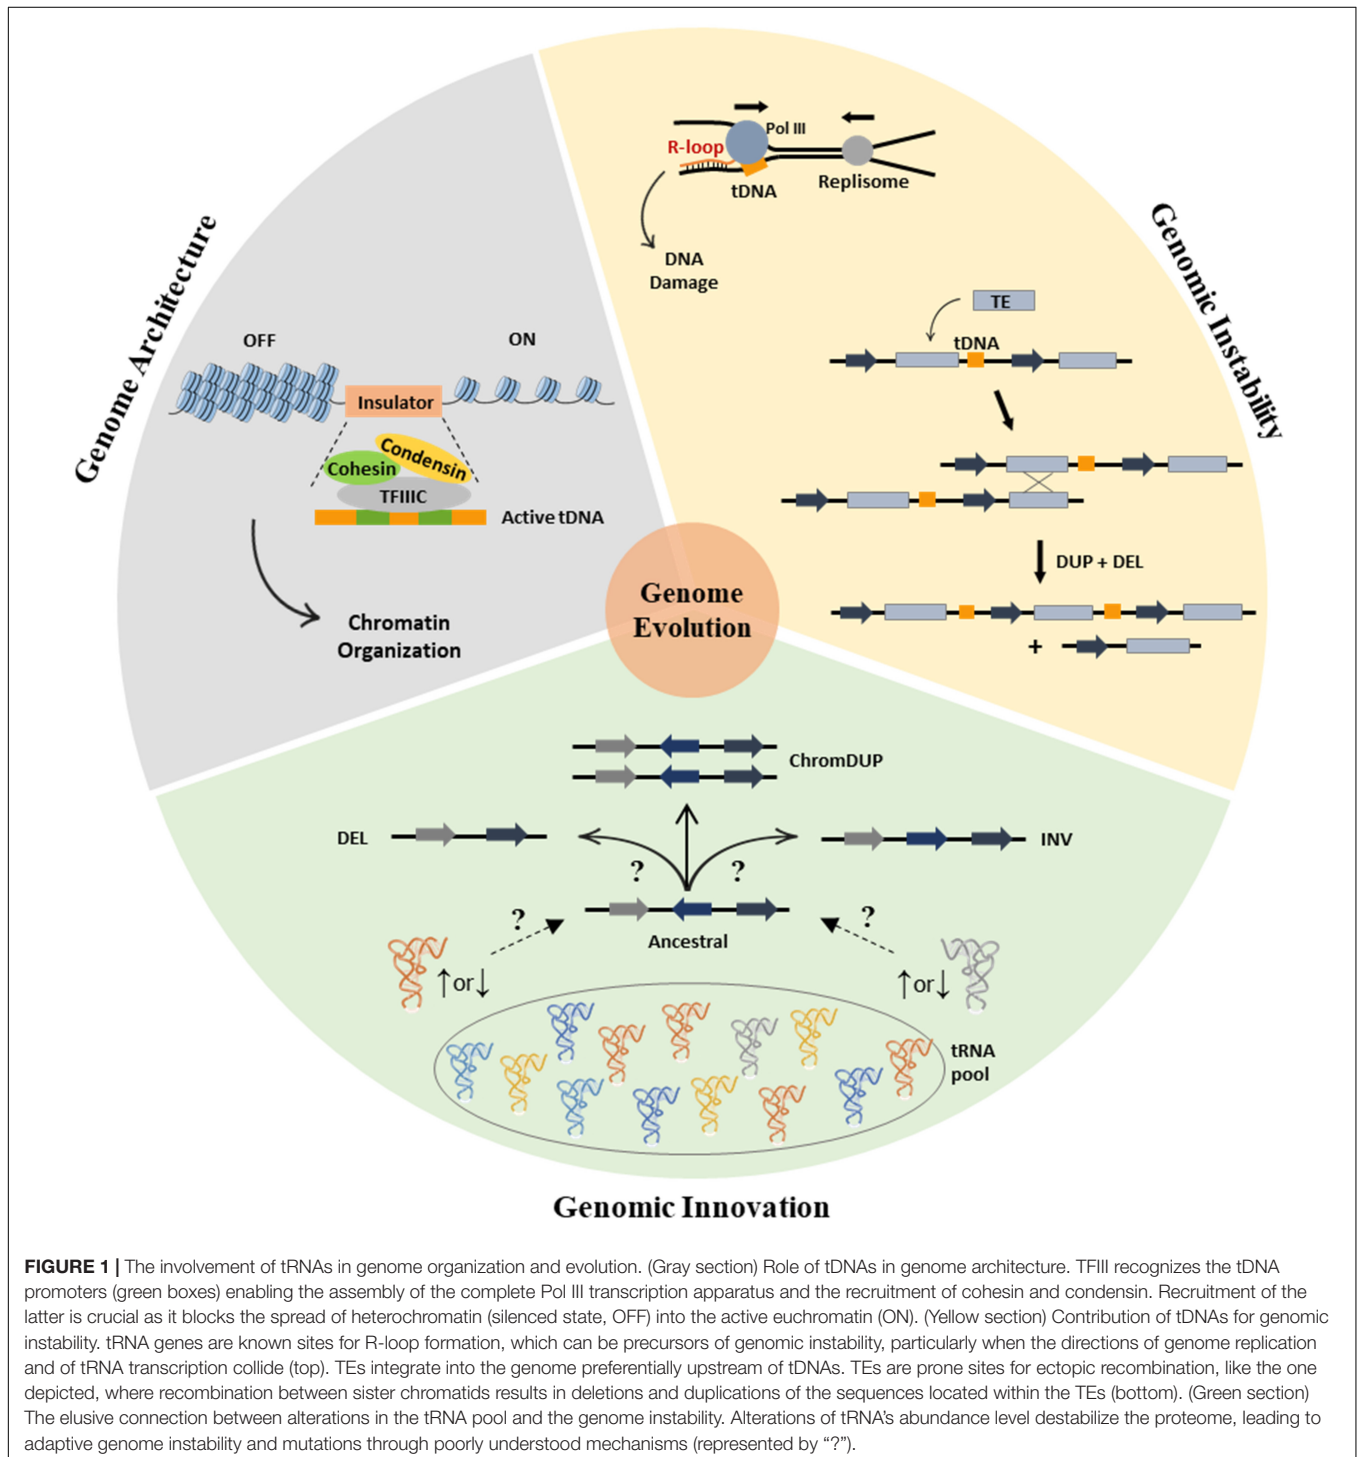 Genome Architecture
OFF
ON
Insulator
Condensin
Cohesin
TFIIIC
Active tDNA
Chromatin
Organization
Genomic Instability
Pol III
R-loop
tDNA
Replisome
DNA
Damage
TE
tDNA
DUP + DEL
+
Genome
Evolution
ChromDUP
DEL
INV
?
?
Ancestral
?
?
↑or↓
↑or↓
tRNA
pool
Genomic Innovation
FIGURE 1 | The involvement of tRNAs in genome organization and evolution. (Gray section) Role of tDNAs in genome architecture. TFIII recognizes the tDNA
promoters (green boxes) enabling the assembly of the complete Pol III transcription apparatus and the recruitment of cohesin and condensin. Recruitment of the
latter is crucial as it blocks the spread of heterochromatin (silenced state, OFF) into the active euchromatin (ON). (Yellow section) Contribution of tDNAs for genomic
instability. tRNA genes are known sites for R-loop formation, which can be precursors of genomic instability, particularly when the directions of genome replication
and of tRNA transcription collide (top). TEs integrate into the genome preferentially upstream of tDNAs. TEs are prone sites for ectopic recombination, like the one
depicted, where recombination between sister chromatids results in deletions and duplications of the sequences located within the TEs (bottom). (Green section)
The elusive connection between alterations in the tRNA pool and the genome instability. Alterations of tRNA's abundance level destabilize the proteome, leading to
adaptive genome instability and mutations through poorly understood mechanisms (represented by "?").